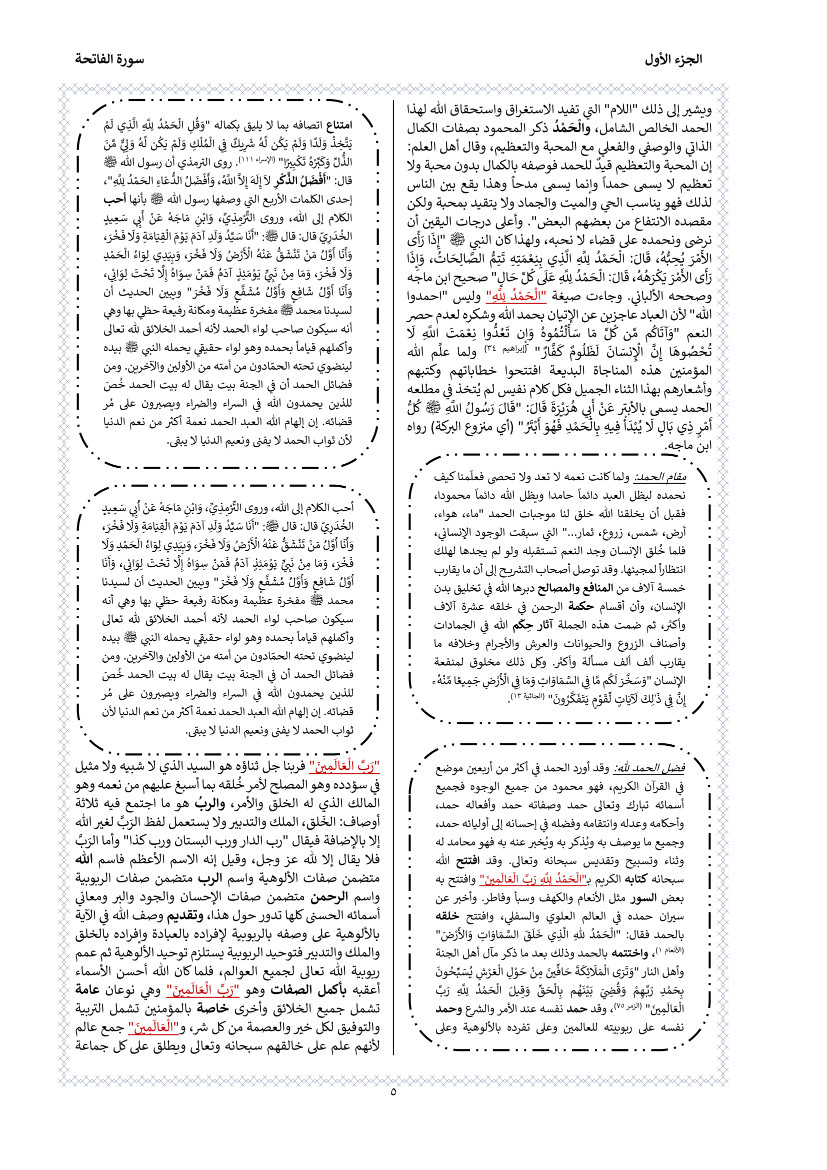 الجزء الأول
سورة الفاتحة
ويشير إلى ذلك "اللام" التي تفيد الاستغراق واستحقاق الله لهذا
الحمد الخالص الشامل، والْحَمْدُ ذكر المحمود بصفات الكمال
الذاتي والوصفي والفعلي مع المحبة والتعظيم، وقال أهل العلم:
إن المحبة والتعظيم قيدٌ للحمد فوصفه بالكمال بدون محبة ولا
تعظيم لا يسمى حمداً وإنما يسمى مدحاً وهذا يقع بين الناس
لذلك فهو يناسب الحي والميت والجماد ولا يتقيد بمحبة ولكن
مقصده الانتفاع من بعضهم البعض". وأعلى درجات اليقين أن
نرضى ونحمده على قضاء لا نحبه، ولهذا كان النبي ﷺ "إِذَا رَأَى
الأَمْرَ يُحِبُّهُ، قَالَ: الْحَمْدُ لِلَّهِ الَّذِي بِنِعْمَتِهِ تَتِمُّ الصَّالِحَاتُ، وَإِذَا
رَأَى الأَمْرَ يَكْرَهُهُ، قَالَ: الْحَمْدُ لِلَّهِ عَلَى كُلِّ حَالٍ" صحيح ابن ماجه
وصححه الألباني. وجاءت صيغة "الْحَمْدُ لِلَّهِ" وليس "احمدوا
الله" لأن العباد عاجزين عن الإتيان بحمد الله وشكره لعدم حصر
النعم "وَآتَاكُم مِّن كُلِّ مَا سَأَلْتُمُوهُ وَإِن تَعُدُّوا نِعْمَتَ اللَّهِ لَا
تُحْصُوهَا إِنَّ الْإِنسَانَ لَظَلُومٌ كَفَّارٌ" (إبراهيم ٣٤) ولما علّم الله
المؤمنين هذه المناجاة البديعة افتتحوا خطاباتهم وكتبهم
وأشعارهم بهذا الثناء الجميل فكل كلام نفيس لم يُتخذ في مطلعه
الحمد يسمى بالأبتر عَنْ أَبِي هُرَيْرَةَ قَالَ: "قَالَ رَسُولُ اللَّهِ ﷺ كُلُّ
أَمْرٍ ذِي بَالٍ لَا يُبْدَأُ فِيهِ بِالْحَمْدِ فَهُوَ أَبْتَرُ" (أي منزوع البركة) رواه
ابن ماجه.
مقام الحمد: ولما كانت نعمه لا تعد ولا تحصى فعلّمنا كيف
نحمده ليظل العبد دائماً حامدا ويظل الله دائماً محمودا،
فقبل أن يخلقنا الله خلق لنا موجبات الحمد "ماء، هواء،
أرض، شمس، زروع، ثمار..." التي سبقت الوجود الإنساني،
فلما خُلق الإنسان وجد النعم تستقبله ولو لم يجدها لهلك
انتظاراً لمجيئها. وقد توصل أصحاب التشريح إلى أن ما يقارب
خمسة آلاف من المنافع والمصالح دبرها الله في تخليق بدن
الإنسان، وأن أقسام حكمة الرحمن في خلقه عشرة آلاف
وأكثر، ثم ضمت هذه الجملة آثار حِكم الله في الجمادات
وأصناف الزروع والحيوانات والعرش والأجرام وخلافه ما
يقارب ألف ألف مسألة وأكثر. وكل ذلك مخلوق لمنفعة
الإنسان "وَسَخَّرَ لَكُم مَّا فِي السَّمَاوَاتِ وَمَا فِي الْأَرْضِ جَمِيعًا مِّنْهُۚ
إِنَّ فِي ذَٰلِكَ لَآيَاتٍ لِّقَوْمٍ يَتَفَكَّرُونَ" (الجاثية ١٣).
فضل الحمد لله: وقد أورد الحمد في أكثر من أربعين موضع
في القرآن الكريم، فهو محمود من جميع الوجوه فجميع
أسمائه تبارك وتعالى حمد وصفاته حمد وأفعاله حمد،
وأحكامه وعدله وانتقامه وفضله في إحسانه إلى أوليائه حمد،
وجميع ما يوصف به ويُذكر به ويُخبر عنه به فهو محامد له
وثناء وتسبيح وتقديس سبحانه وتعالى. وقد افتتح الله
سبحانه كتابه الكريم بـ"الْحَمْدُ لِلَّهِ رَبِّ الْعَالَمِينَ" وافتتح به
بعض السور مثل الأنعام والكهف وسبأ وفاطر. وأخبر عن
سيران حمده في العالم العلوي والسفلي، وافتتح خلقه
بالحمد فقال: "الْحَمْدُ لِلَّهِ الَّذِي خَلَقَ السَّمَاوَاتِ وَالأَرْضَ"
(الأنعام ١)، واختتمه بالحمد وذلك بعد ما ذكر مآل أهل الجنة
وأهل النار "وَتَرَى الْمَلَائِكَةَ حَافِّينَ مِنْ حَوْلِ الْعَرْشِ يُسَبِّحُونَ
بِحَمْدِ رَبِّهِمْ وَقُضِيَ بَيْنَهُم بِالْحَقِّ وَقِيلَ الْحَمْدُ لِلَّهِ رَبِّ
الْعَالَمِينَ" (الزمر ٧٥)، وقد حمد نفسه عند الأمر والشرع وحمد
نفسه على ربوبيته للعالمين وعلى تفرده بالألوهية وعلى
امتناع اتصافه بما لا يليق بكماله "وَقُلِ الْحَمْدُ لِلَّهِ الَّذِي لَمْ
يَتَّخِذْ وَلَدًا وَلَمْ يَكُن لَّهُ شَرِيكٌ فِي الْمُلْكِ وَلَمْ يَكُن لَّهُ وَلِيٌّ مِّنَ
الذُّلِّ وَكَبِّرْهُ تَكْبِيرًا" (الإسراء ١١١). روى الترمذي أن رسول الله ﷺ
قال: "أَفْضَلُ الذِّكْرِ لاَ إِلَهَ إِلاَّ اللَّهُ، وَأَفْضَلُ الدُّعَاءِ الحَمْدُ لِلَّهِ"،
إحدى الكلمات الأربع التي وصفها رسول الله ﷺ بأنها أحب
الكلام إلى الله، وروى التِّرْمِذِيّ، وَابْنِ مَاجَهْ عَنْ أَبِي سَعِيدٍ
الخُدَرِيّ قال: قال ﷺ: "أَنَا سَيِّدُ وَلَدِ آدَمَ يَوْمَ الْقِيَامَةِ وَلَا فَخْرَ،
وَأَنَا أَوَّلُ مَنْ تَنْشَقُّ عَنْهُ الْأَرْضُ وَلَا فَخْرَ، وَبِيَدِي لِوَاءُ الْحَمْدِ
وَلَا فَخْرَ، وَمَا مِنْ نَبِيٍّ يَوْمَئِذٍ آدَمُ فَمَنْ سِوَاهُ إِلَّا تَحْتَ لِوَائِي،
وَأَنَا أَوَّلُ شَافِعٍ وَأَوَّلُ مُشَفَّعٍ وَلَا فَخْرَ" ويبين الحديث أن
لسيدنا محمد ﷺ مفخرة عظيمة ومكانة رفيعة حظي بها وهي
أنه سيكون صاحب لواء الحمد لأنه أحمد الخلائق لله تعالى
وأكملهم قياماً بحمده وهو لواء حقيقي يحمله النبي ﷺ بيده
لينضوي تحته الحمّادون من أمته من الأولين والآخرين. ومن
فضائل الحمد أن في الجنة بيت يقال له بيت الحمد خُصَ
للذين يحمدون الله في السراء والضراء ويصبرون على مُر
قضائه. إن إلهام الله العبد الحمد نعمة أكثر من نعم الدنيا
لأن ثواب الحمد لا يفنى ونعيم الدنيا لا يبقى.
أحب الكلام إلى الله، وروى التِّرْمِذِيّ، وَابْنِ مَاجَهْ عَنْ أَبِي سَعِيدٍ
الخُدَرِيّ قال: قال ﷺ: "أَنَا سَيِّدُ وَلَدِ آدَمَ يَوْمَ الْقِيَامَةِ وَلَا فَخْرَ،
وَأَنَا أَوَّلُ مَنْ تَنْشَقُّ عَنْهُ الْأَرْضُ وَلَا فَخْرَ، وَبِيَدِي لِوَاءُ الْحَمْدِ وَلَا
فَخْرَ، وَمَا مِنْ نَبِيٍّ يَوْمَئِذٍ آدَمُ فَمَنْ سِوَاهُ إِلَّا تَحْتَ لِوَائِي، وَأَنَا
أَوَّلُ شَافِعٍ وَأَوَّلُ مُشَفَّعٍ وَلَا فَخْرَ" ويبين الحديث أن لسيدنا
محمد ﷺ مفخرة عظيمة ومكانة رفيعة حظي بها وهي أنه
سيكون صاحب لواء الحمد لأنه أحمد الخلائق لله تعالى
وأكملهم قياماً بحمده وهو لواء حقيقي يحمله النبي ﷺ بيده
لينضوي تحته الحمّادون من أمته من الأولين والآخرين. ومن
فضائل الحمد أن في الجنة بيت يقال له بيت الحمد خُصَ
للذين يحمدون الله في السراء والضراء ويصبرون على مُر
قضائه. إن إلهام الله العبد الحمد نعمة أكثر من نعم الدنيا لأن
ثواب الحمد لا يفنى ونعيم الدنيا لا يبقى.
"رَبِّ الْعَالَمِينَ" فربنا جل ثناؤه هو السيد الذي لا شبيه ولا مثيل
في سؤدده وهو المصلح لأمر خُلقه بما أسبغ عليهم من نعمه وهو
المالك الذي له الخلق والأمر، والربُ هو ما اجتمع فيه ثلاثة
أوصاف: الخَلق، الملك والتدبير ولا يستعمل لفظ الرَبِّ لغير الله
إلا بالإضافة فيقال "رب الدار ورب البستان ورب كذا" وأما الرَبِّ
فلا يقال إلا لله عز وجل، وقيل إنه الاسم الأعظم فاسم الله
متضمن صفات الألوهية واسم الرب متضمن صفات الربوبية
واسم الرحمن متضمن صفات الإحسان والجود والبر ومعاني
أسمائه الحسنى كلها تدور حول هذا، وتقديم وصف الله في الآية
بالألوهية على وصفه بالربوبية لإفراده بالعبادة وإفراده بالخلق
والملك والتدبير فتوحيد الربوبية يستلزم توحيد الألوهية ثم عمم
ربوبية الله تعالى لجميع العوالم، فلما كان الله أحسن الأسماء
أعقبه بأكمل الصفات وهو "رَبِّ الْعَالَمِينَ" وهي نوعان عامة
تشمل جميع الخلائق وأخرى خاصة بالمؤمنين تشمل التربية
والتوفيق لكل خير والعصمة من كل شر، و"الْعَالَمِينَ" جمع عالم
لأنهم علم على خالقهم سبحانه وتعالى ويطلق على كل جماعة
٥